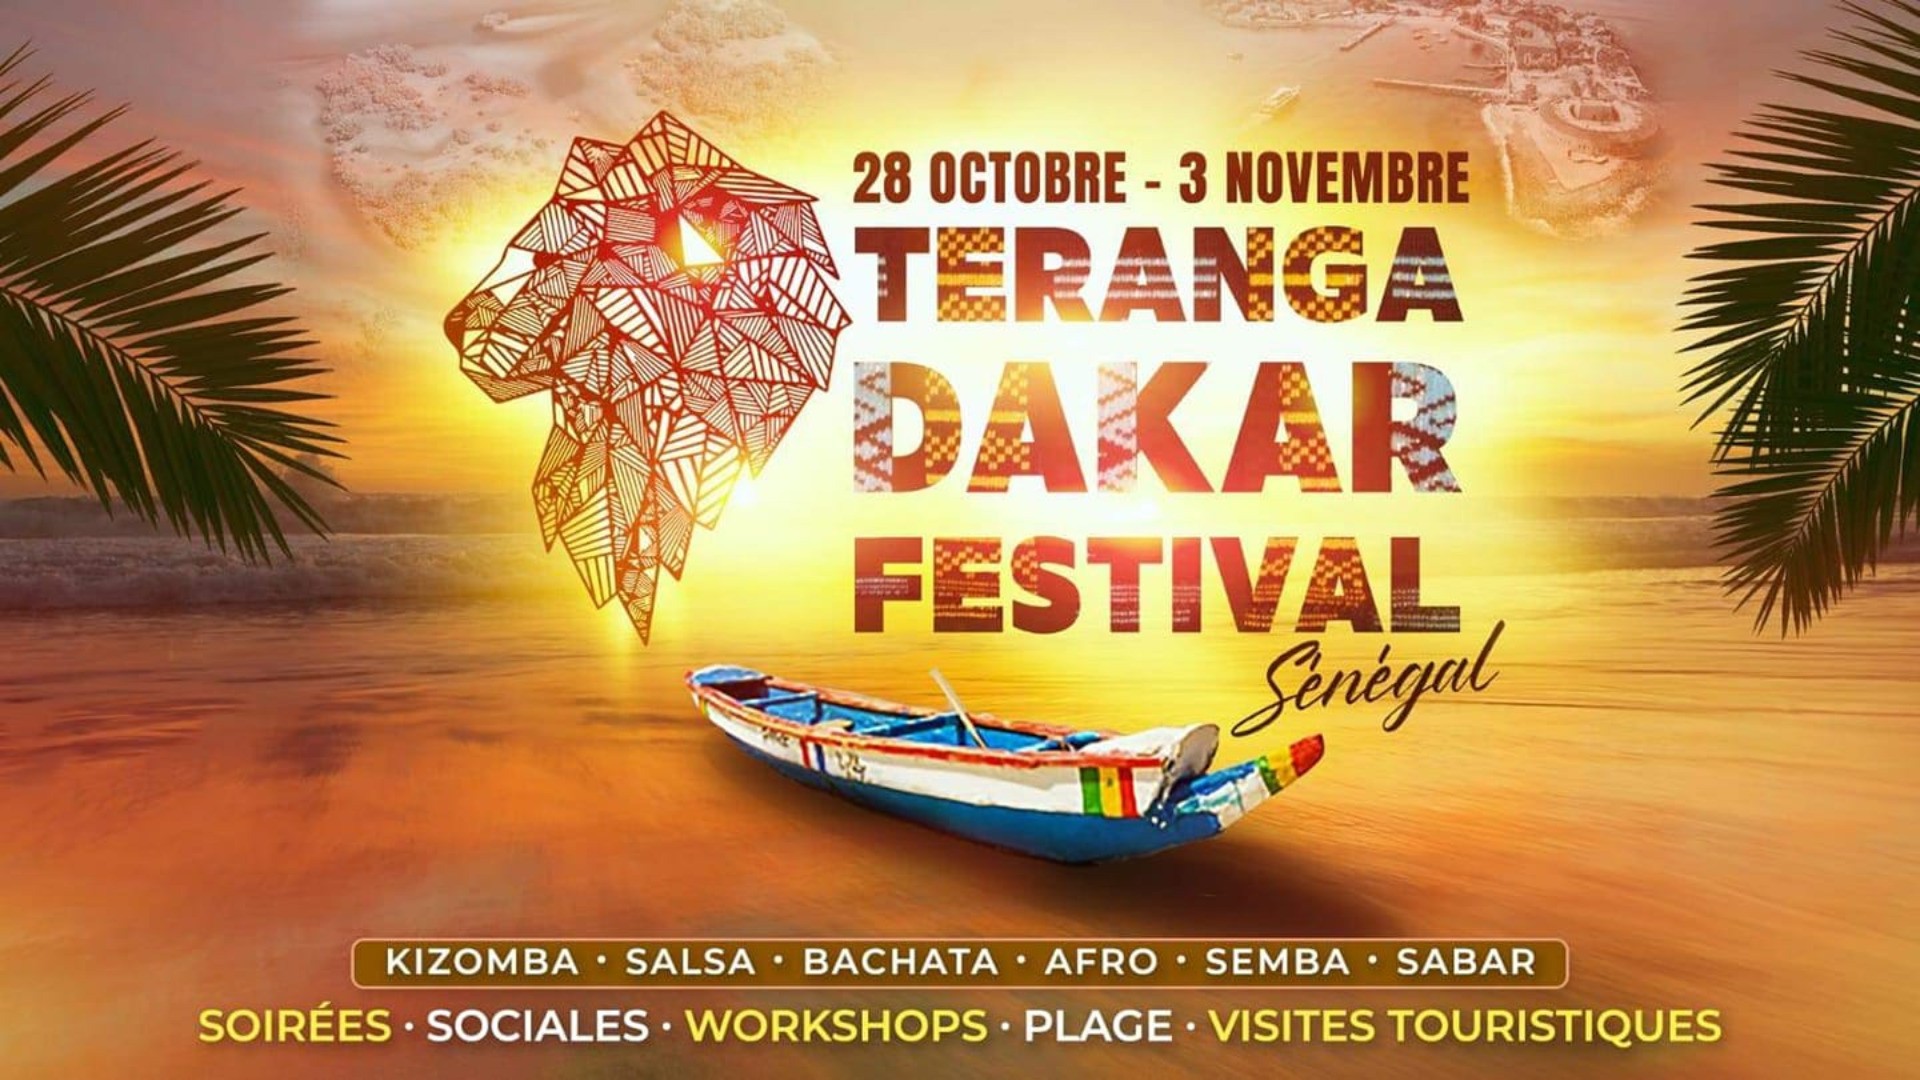 28 OCTOBRE - 3 NOVEMBRE
TERANGA
DAKAR
FESTIVAL
Sénégal
KIZOMBA • SALSA • BACHATA • AFRO • SEMBA • SABAR
SOIRÉES • SOCIALES • WORKSHOPS • PLAGE • VISITES TOURISTIQUES